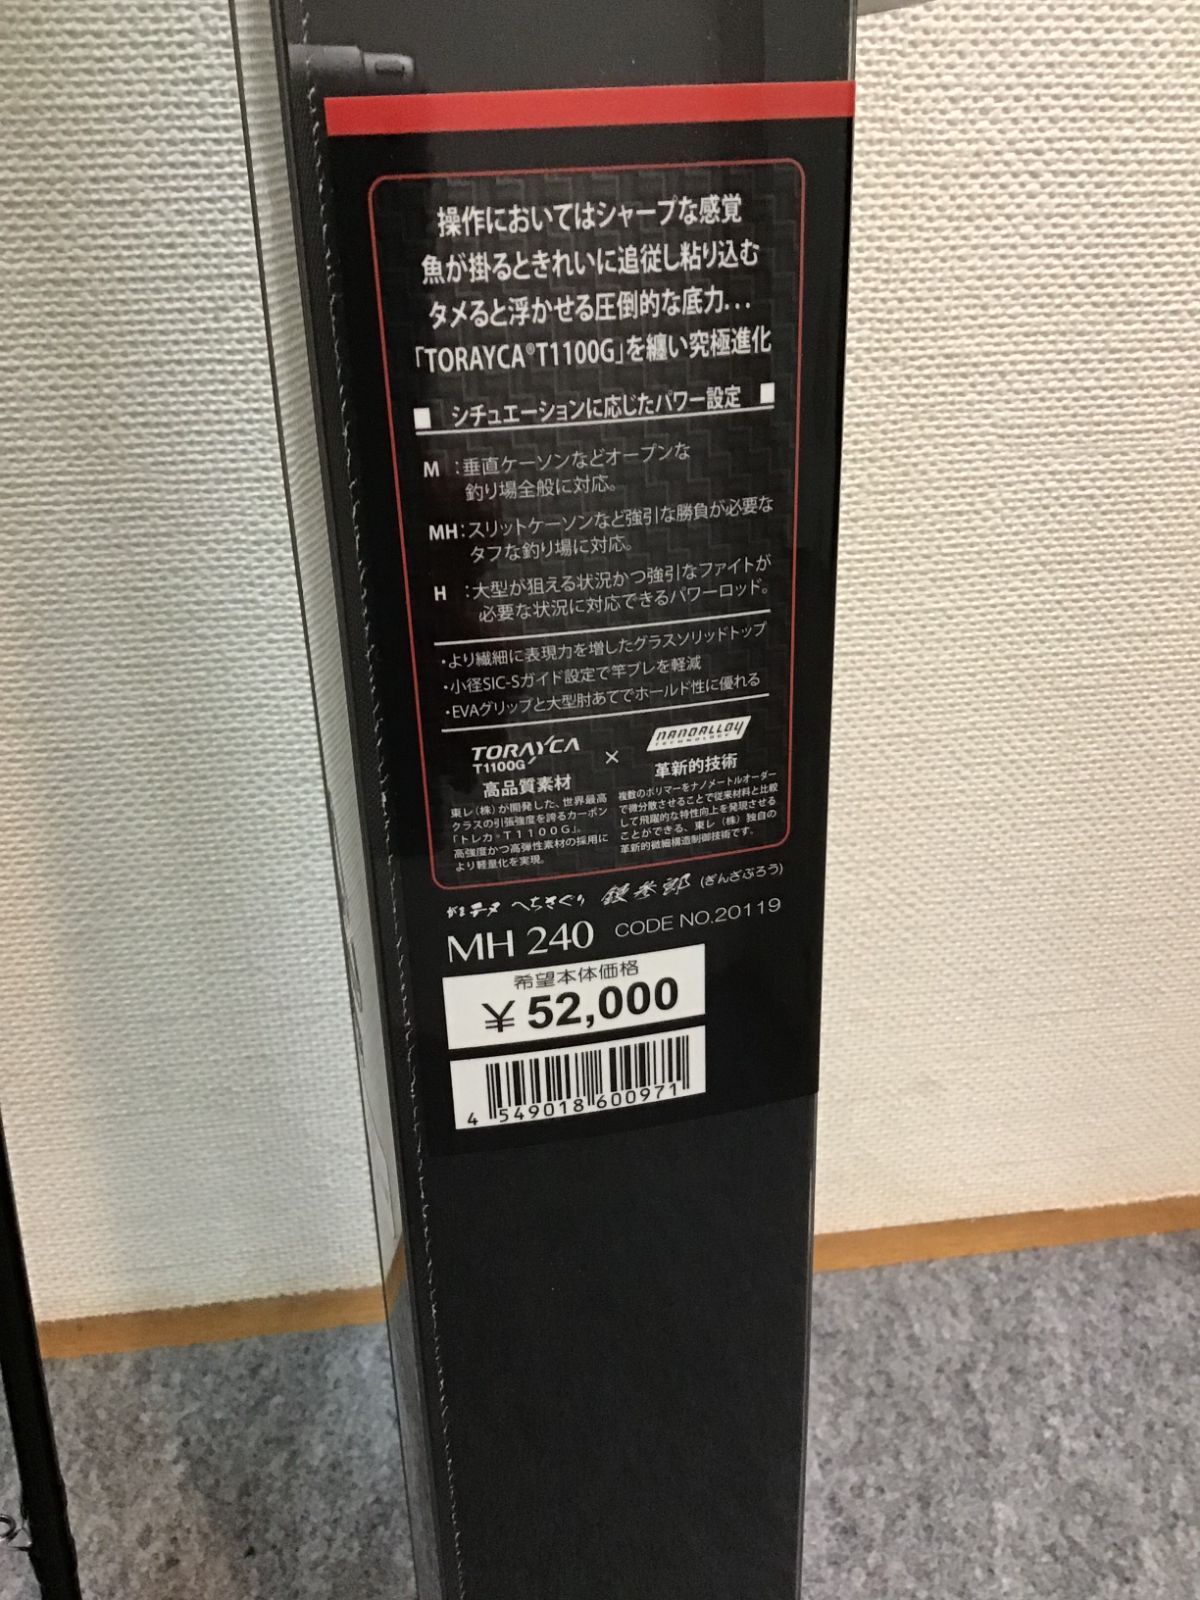 操作においてはシャープな感覚
魚が掛るときれいに追従し粘り込む
タメると浮かせる圧倒的な底力...
「TORAYCA®T1100G」を纏い究極進化
■ シチュエーションに応じたパワー設定 ■
M :垂直ケーソンなどオープンな
釣り場全般に対応。
MH:スリットケーソンなど強引な勝負が必要な
タフな釣り場に対応。
H :大型が狙える状況かつ強引なファイトが
必要な状況に対応できるパワーロッド。
・より繊細に表現力を増したグラスソリッドトップ
・小径SIC-Sガイド設定で竿ブレを軽減
・EVAグリップと大型肘あてでホールド性に優れる
TORAYCA
T1100G
高品質素材
東レ(株)が開発した、世界最高
クラスの引張強度を誇るカーボン
「トレカ®T1100G」。
高強度かつ高弾性素材の採用に
より軽量化を実現。
×
NANOALLOY
TECHNOLOGY
革新的技術
複数のポリマーをナノメートルオーダー
で微分散させることで従来材料と比較
して飛躍的な特性向上を発現させる
ことができる、東レ(株)独自の
革新的微細構造制御技術です。
がまチヌ へちさぐり 銀参郎 (ぎんざぶろう)
MH 240 CODE NO.20119
希望本体価格
¥52,000
4 549018 600971